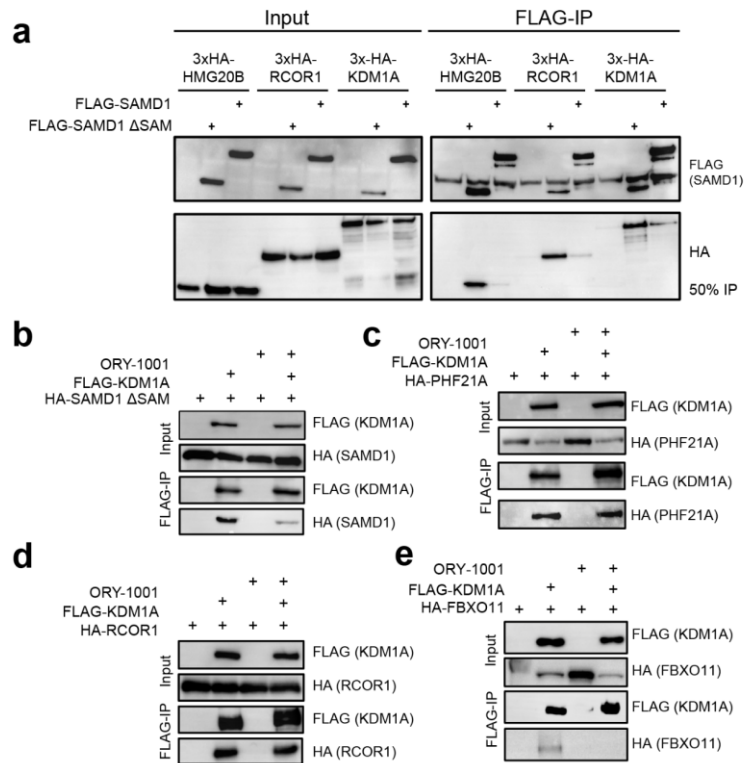 a
Input
FLAG-IP
3xHA-
HMG20B
3xHA-
RCOR1
3x-HA-
KDM1A
3xHA-
HMG20B
3xHA-
RCOR1
3x-HA-
KDM1A
FLAG-SAMD1 + + + + + +
FLAG-SAMD1 ΔSAM + + + + + +
FLAG
(SAMD1)
HA
50% IP
b
ORY-1001 + +
FLAG-KDM1A + +
HA-SAMD1 ΔSAM + + + +
Input
FLAG (KDM1A)
HA (SAMD1)
FLAG-IP
FLAG (KDM1A)
HA (SAMD1)
c
ORY-1001 + +
FLAG-KDM1A + +
HA-PHF21A + + + +
Input
FLAG (KDM1A)
HA (PHF21A)
FLAG-IP
FLAG (KDM1A)
HA (PHF21A)
d
ORY-1001 + +
FLAG-KDM1A + +
HA-RCOR1 + + + +
Input
FLAG (KDM1A)
HA (RCOR1)
FLAG-IP
FLAG (KDM1A)
HA (RCOR1)
e
ORY-1001 + +
FLAG-KDM1A + +
HA-FBXO11 + + + +
Input
FLAG (KDM1A)
HA (FBXO11)
FLAG-IP
FLAG (KDM1A)
HA (FBXO11)